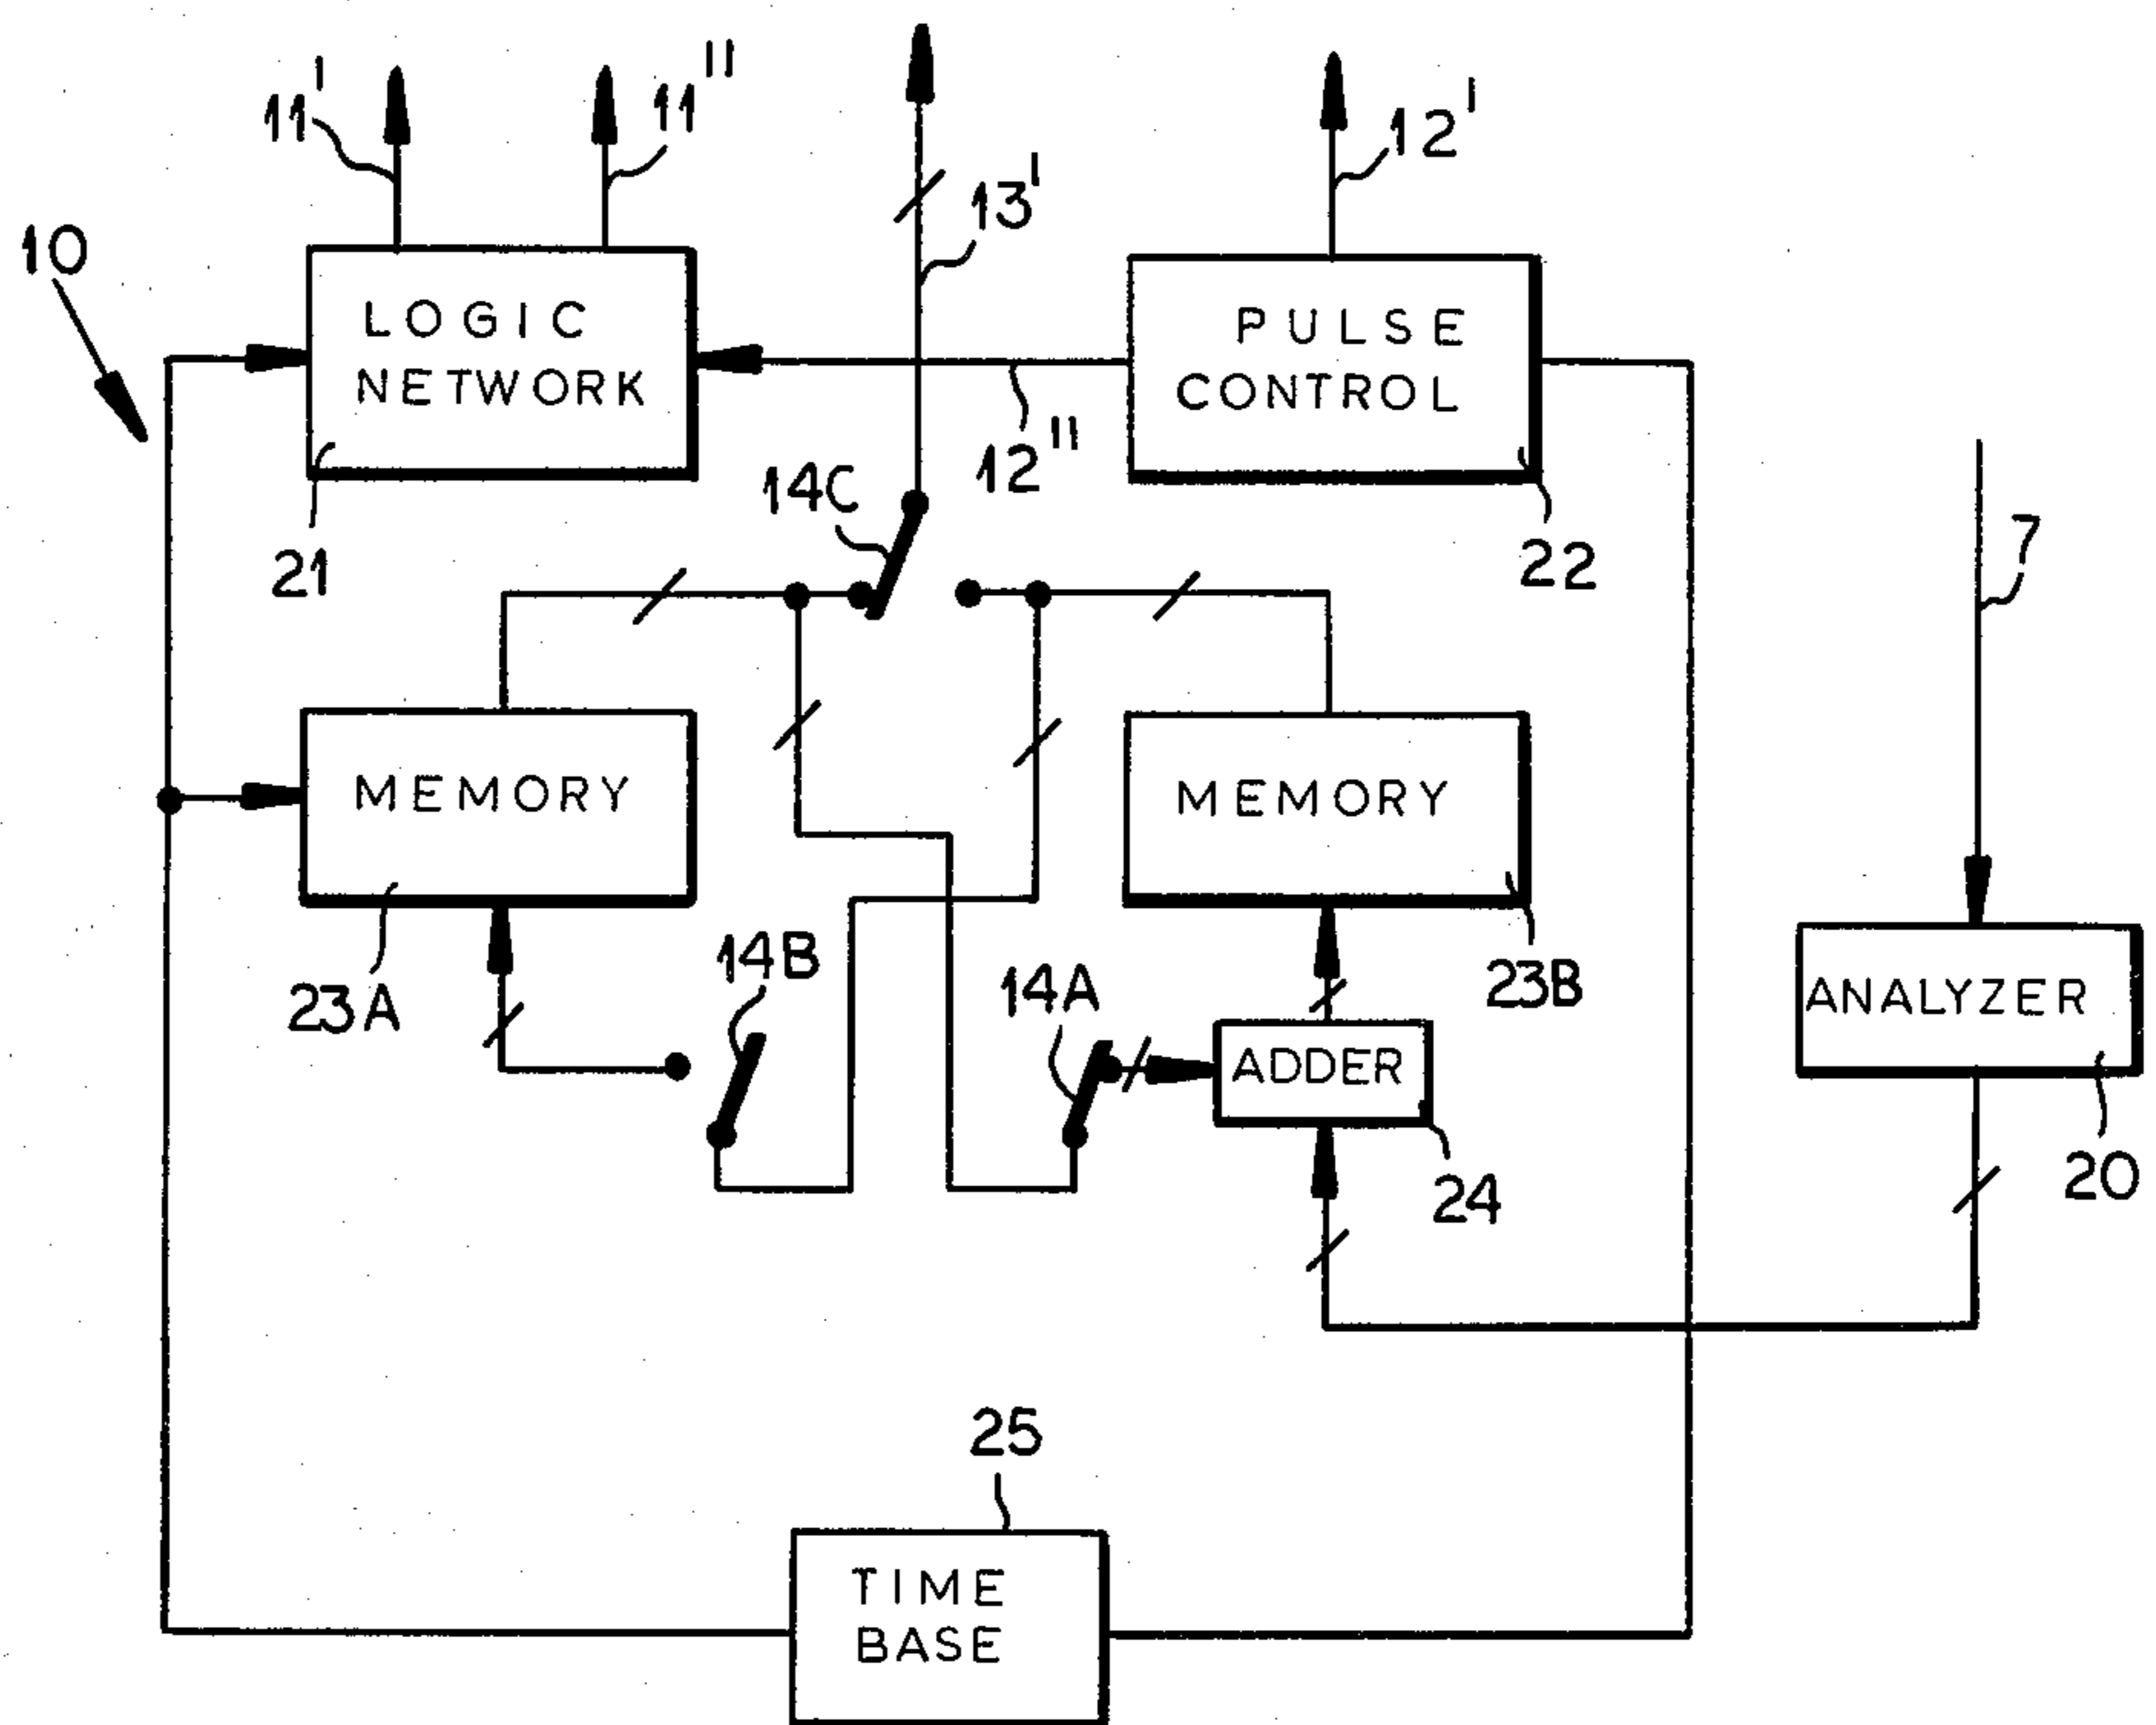 11'
11"
12'
13'
10
LOGIC
NETWORK
PULSE
CONTROL
12"
14C
7
21
22
MEMORY
MEMORY
14B
14A
23A
23B
ANALYZER
ADDER
24
20
25
TIME
BASE